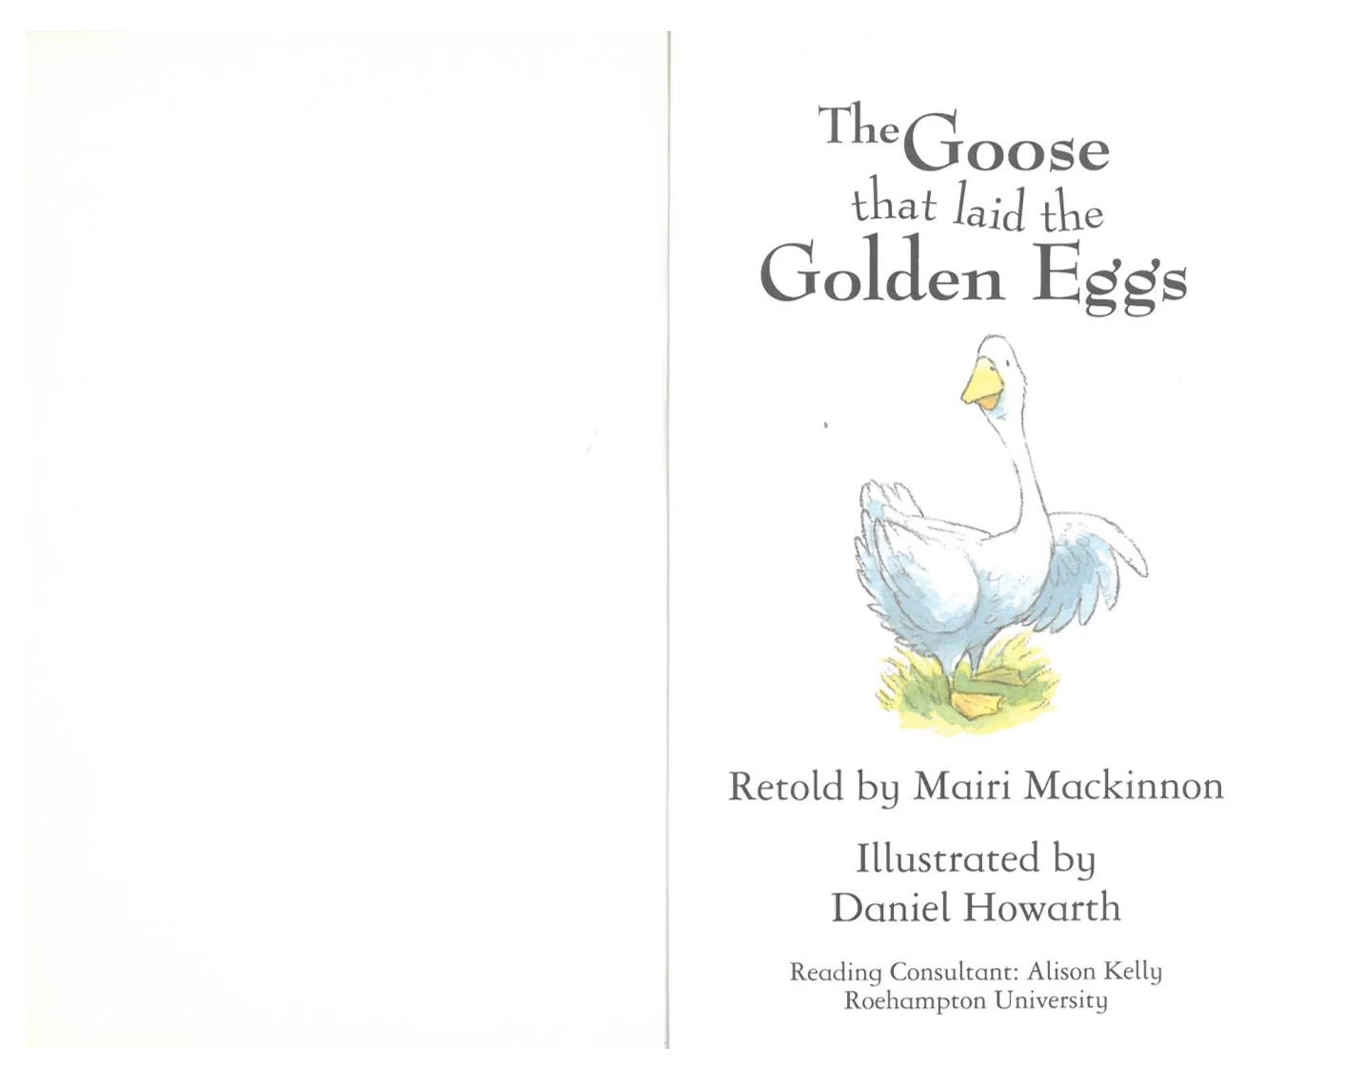 The Goose
that laid the
Golden Eggs
Retold by Mairi Mackinnon
Illustrated by
Daniel Howarth
Reading Consultant: Alison Kelly
Roehampton University